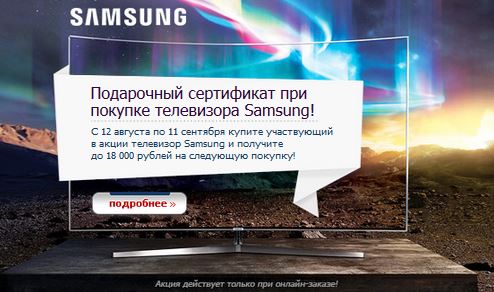 SAMSUNG
Подарочный сертификат при
покупке телевизора Samsung!
С 12 августа по 11 сентября купите участвующий
в акции телевизор Samsung и получите
до 18 000 рублей на следующую покупку!
подробнее »
Акция действует только при онлайн-заказе!